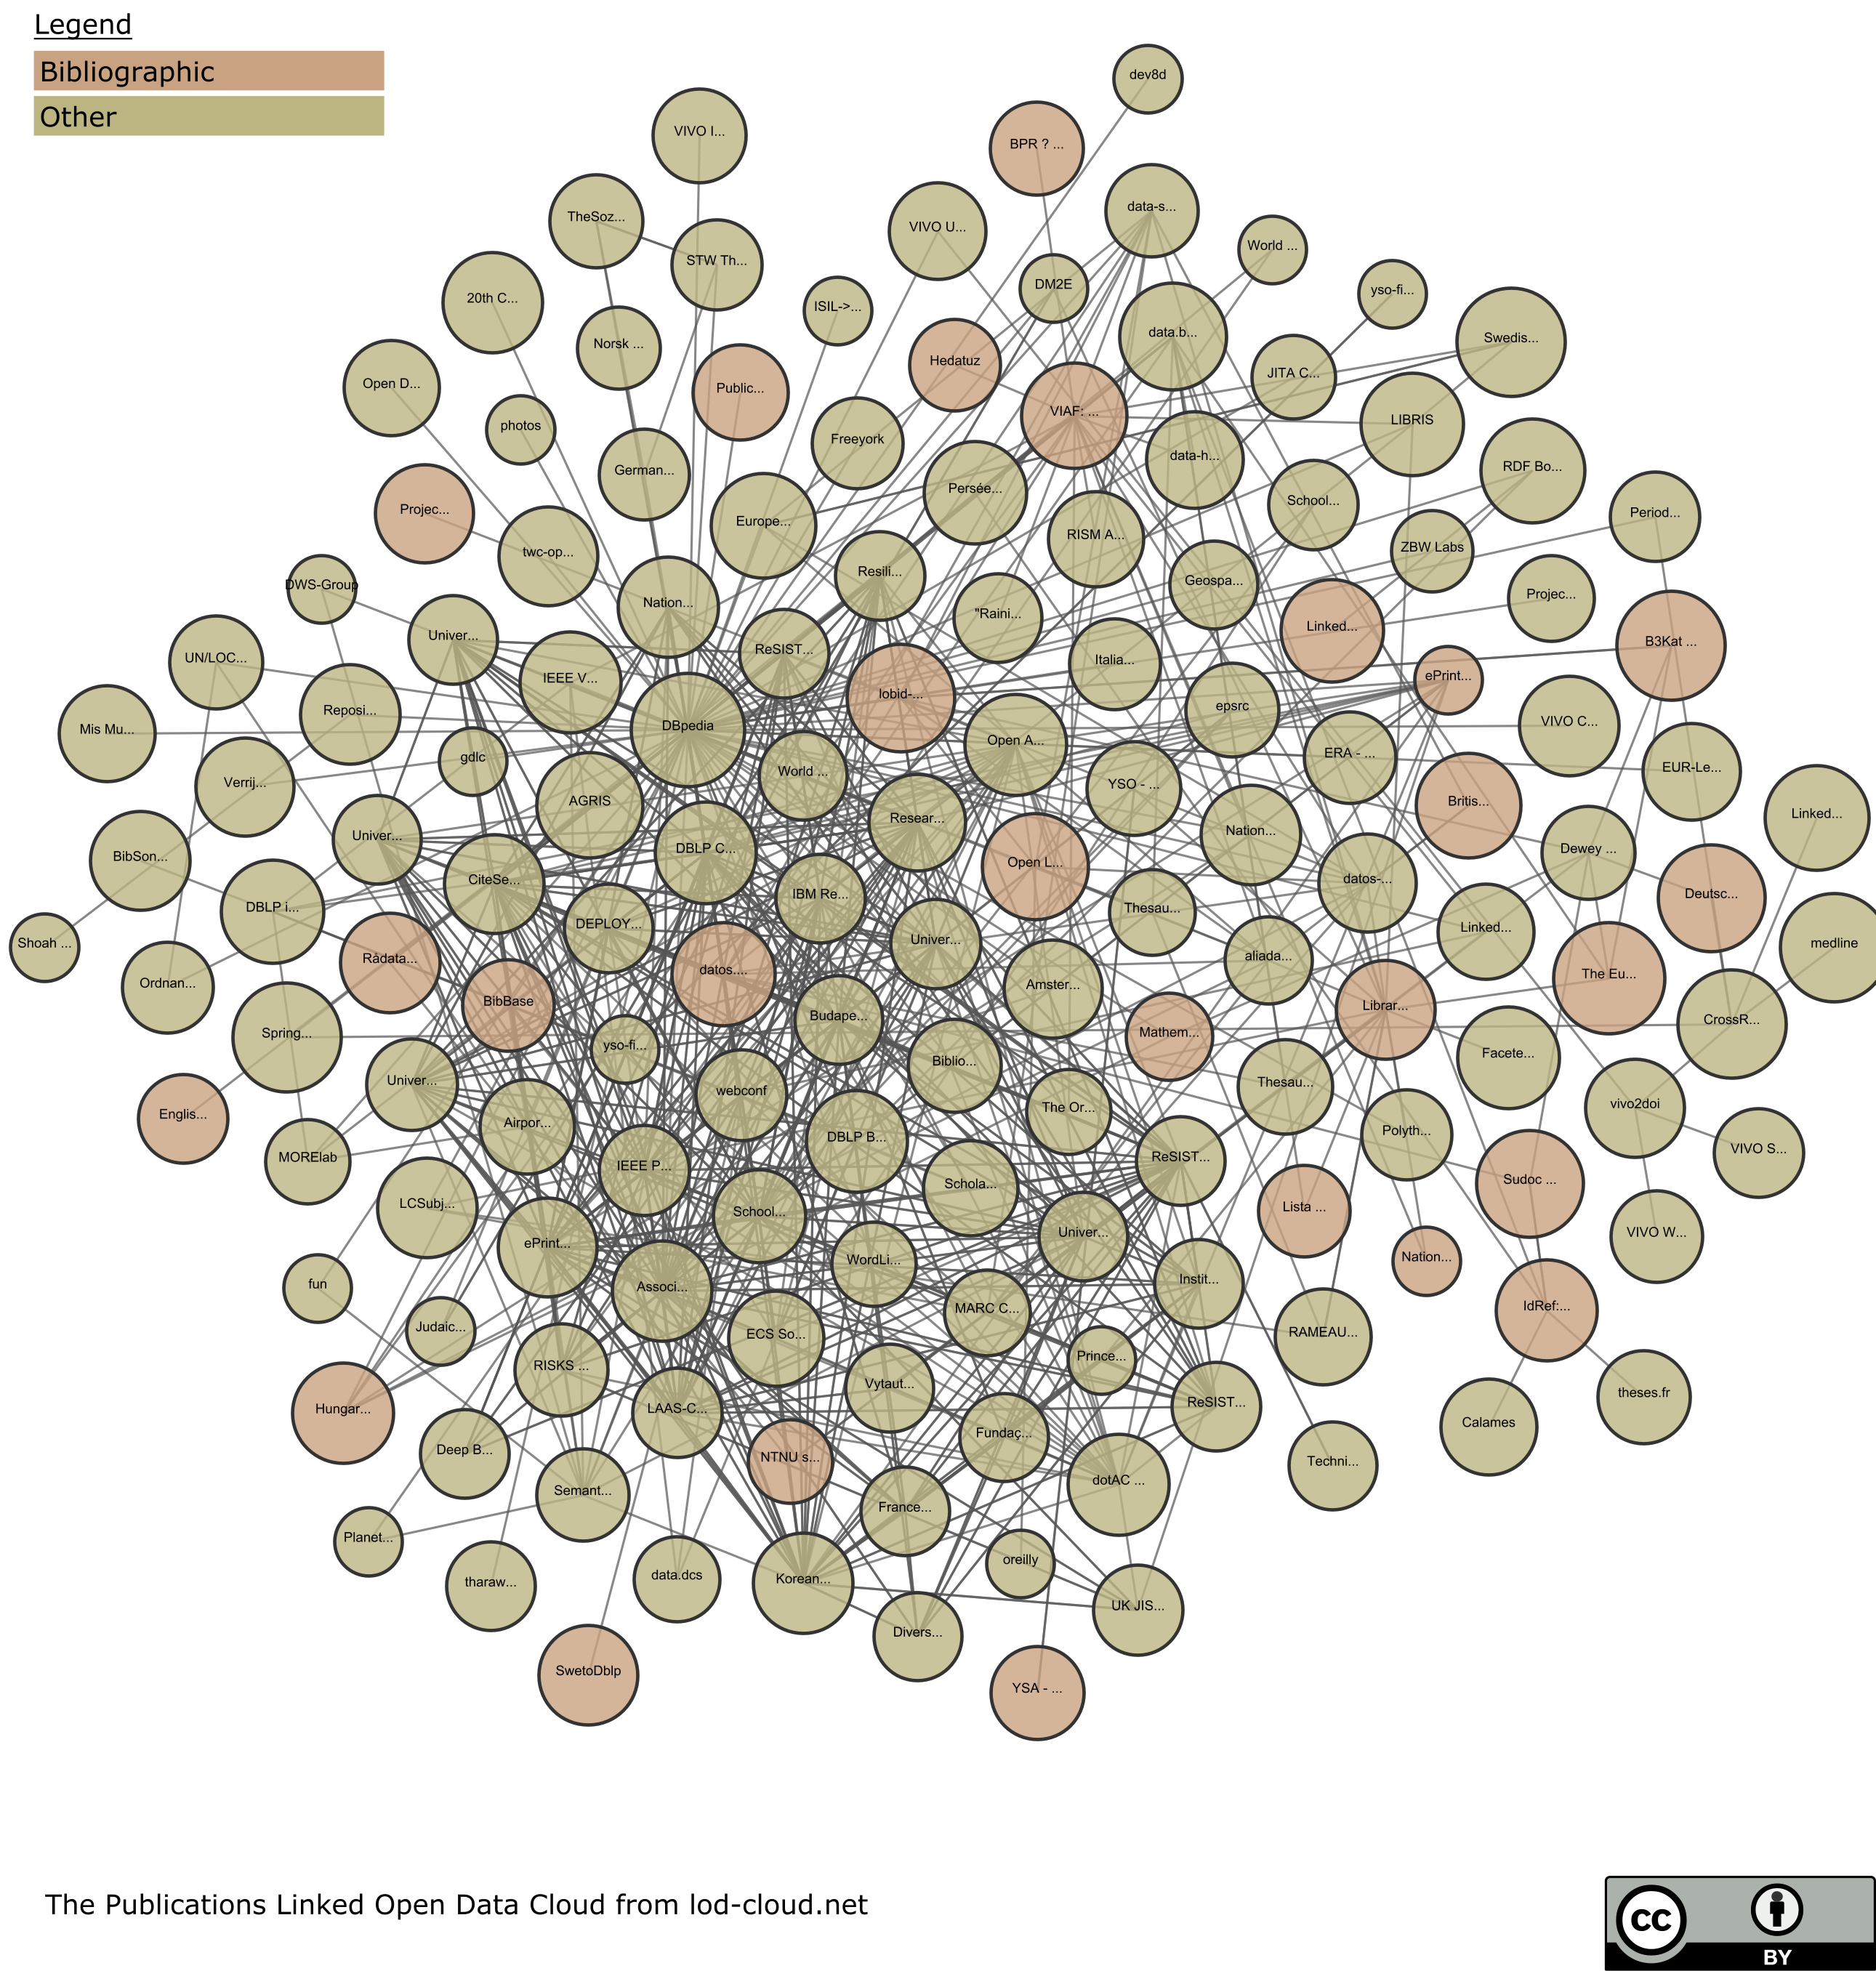 Legend
Bibliographic
Other
dev8d
VIVO I...
BPR ? ...
data-s...
TheSoz...
VIVO U...
World ...
STW Th...
DM2E
yso-fi...
20th C...
ISIL->...
data.b...
Swedis...
Norsk ...
Hedatuz
JITA C...
Open D...
Public...
VIAF: ...
LIBRIS
photos
Freeyork
data-h...
German...
RDF Bo...
Persée...
School...
Projec...
Europe...
Period...
RISM A...
twc-op...
ZBW Labs
Resili...
Geospa...
DWS-Group
Projec...
Nation...
"Raini...
Linked...
Univer...
B3Kat ...
ReSIST...
UN/LOC...
Italia...
IEEE V...
ePrint...
lobid-...
epsrc
Reposi...
VIVO C...
Mis Mu...
DBpedia
Open A...
ERA - ...
gdlc
World ...
EUR-Le...
Verrij...
YSO - ...
AGRIS
Britis...
Linked...
Resear...
Nation...
Univer...
DBLP C...
Dewey ...
BibSon...
Open L...
CiteSe...
datos-...
IBM Re...
Deutsc...
DBLP i...
Thesau...
DEPLOY...
Linked...
Shoah ...
Univer...
medline
Rådata...
datos....
aliada...
The Eu...
Ordnan...
Amster...
BibBase
Librar...
Budape...
CrossR...
Spring...
Mathem...
yso-fi...
Facete...
Biblio...
Univer...
Thesau...
webconf
vivo2doi
The Or...
Englis...
Airpor...
Polyth...
DBLP B...
VIVO S...
MORElab
IEEE P...
ReSIST...
Sudoc ...
Schola...
LCSubj...
Lista ...
School...
Univer...
VIVO W...
ePrint...
Nation...
WordLi...
fun
Associ...
Instit...
IdRef:...
MARC C...
Judaic...
ECS So...
RAMEAU...
Prince...
RISKS ...
Vytaut...
theses.fr
ReSIST...
Hungar...
LAAS-C...
Calames
Fundaç...
Deep B...
NTNU s...
Techni...
dotAC ...
Semant...
France...
Planet...
oreilly
data.dcs
Korean...
tharaw...
UK JIS...
Divers...
SwetoDblp
YSA - ...
The Publications Linked Open Data Cloud from lod-cloud.net
cc
BY